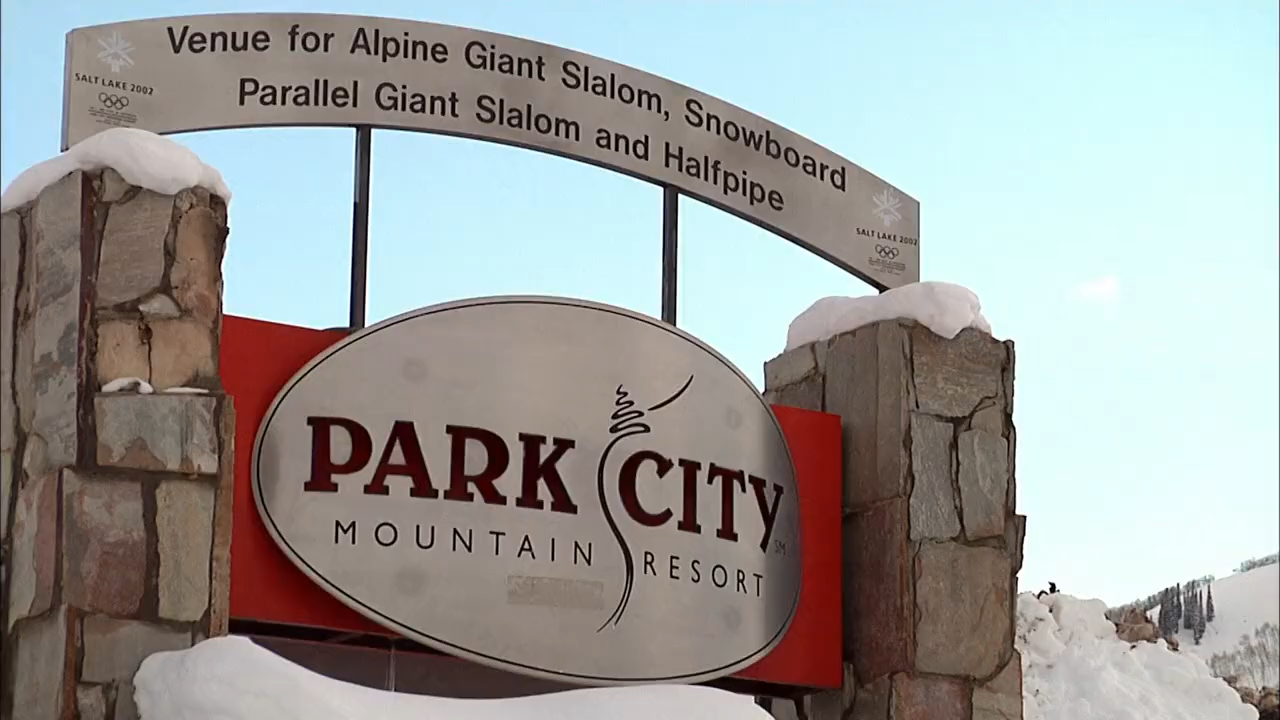 Venue for Alpine Giant Slalom, Snowboard
Parallel Giant Slalom and Halfpipe
SALT LAKE 2002
SALT LAKE 2002
PARK CITY
SM
MOUNTAIN RESORT